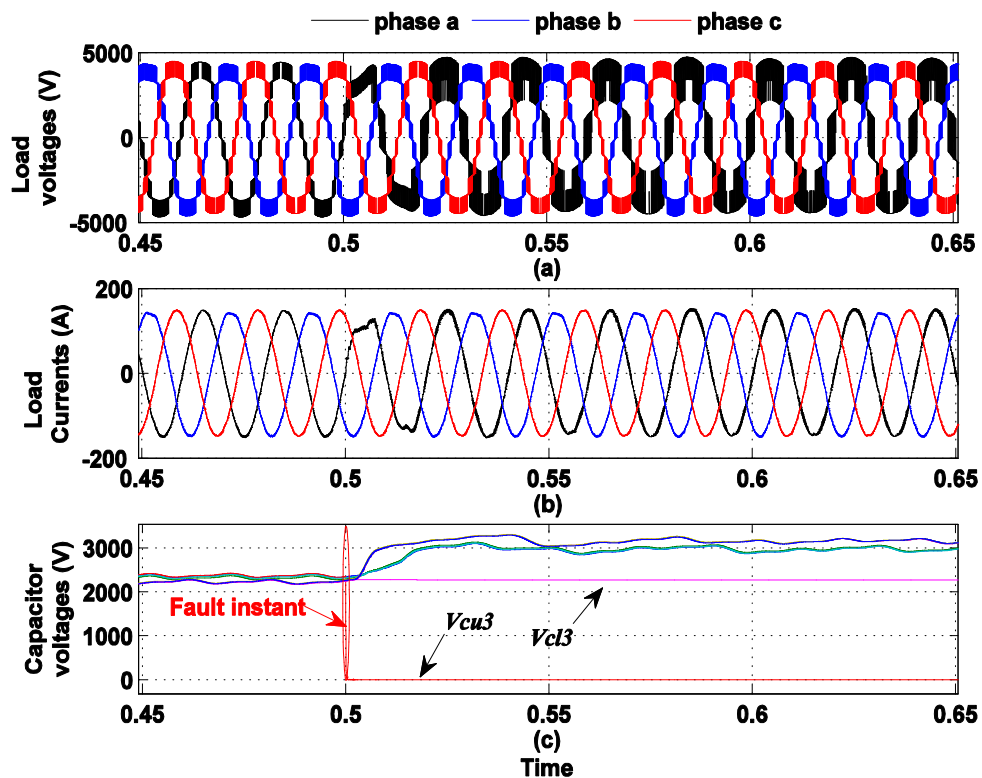 phase a phase b phase c
Load voltages (V)
5000
0
-5000
0.45 0.5 0.55 0.6 0.65
(a)
Load Currents (A)
200
0
-200
0.45 0.5 0.55 0.6 0.65
(b)
Capacitor voltages (V)
3000
2000
1000
0
Fault instant
Vcu3
Vcl3
0.45 0.5 0.55 0.6 0.65
(c)
Time